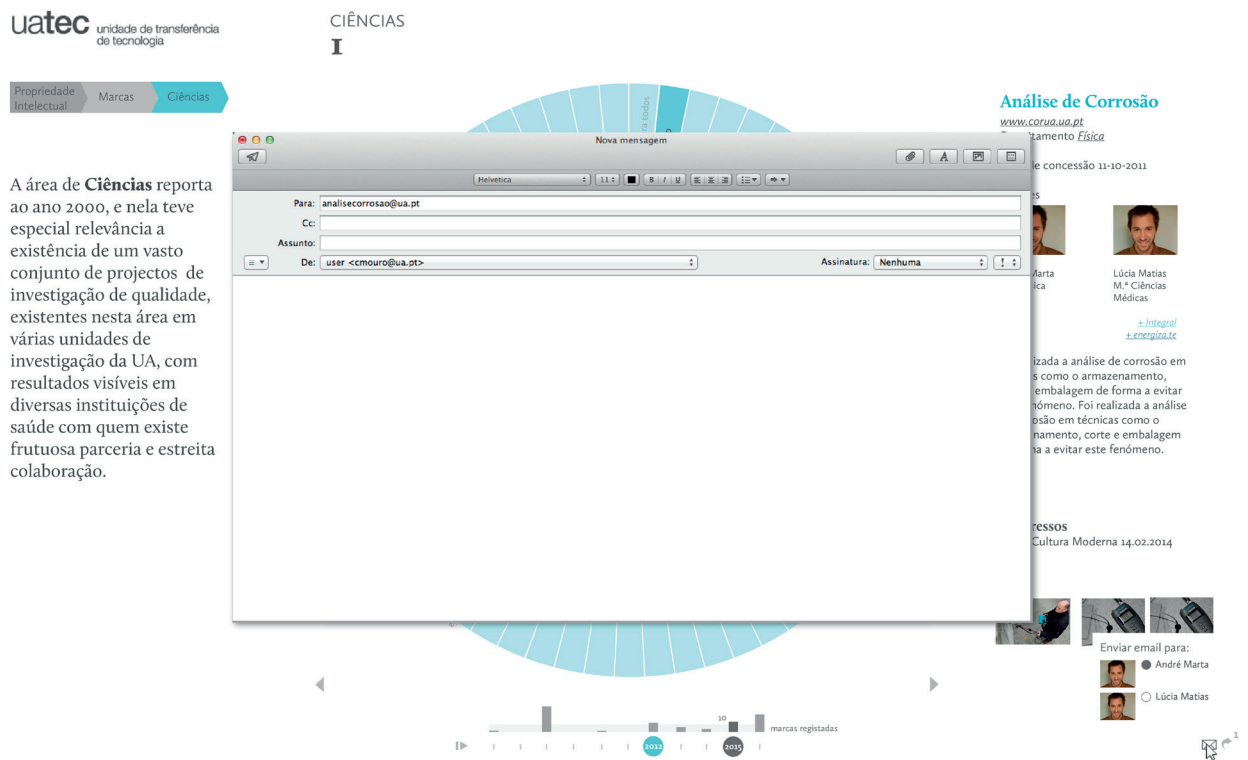 uatec unidade de transferência
de tecnologia
CIÊNCIAS
I
Propriedade
Intelectual
Marcas
Ciências
A área de Ciências reporta
ao ano 2000, e nela teve
especial relevância a
existência de um vasto
conjunto de projectos de
investigação de qualidade,
existentes nesta área em
várias unidades de
investigação da UA, com
resultados visíveis em
diversas instituições de
saúde com quem existe
frutuosa parceria e estreita
colaboração.
ra todos
Nova mensagem
Helvetica
11
B I U
Para: analisecorrosao@ua.pt
Cc:
Assunto:
De: user <cmouro@ua.pt>
Assinatura: Nenhuma
!
Análise de Corrosão
www.corua.ua.pt
tamento Física
de concessão 11-10-2011
es
Marta
ica
Lúcia Matias
M.ª Ciências
Médicas
+ Integral
+ energiza.te
izada a análise de corrosão em
s como o armazenamento,
embalagem de forma a evitar
nómeno. Foi realizada a análise
osão em técnicas como o
namento, corte e embalagem
na a evitar este fenómeno.
ressos
Cultura Moderna 14.02.2014
Enviar email para:
André Marta
Lúcia Matias
10
marcas registadas
2012
2015
1